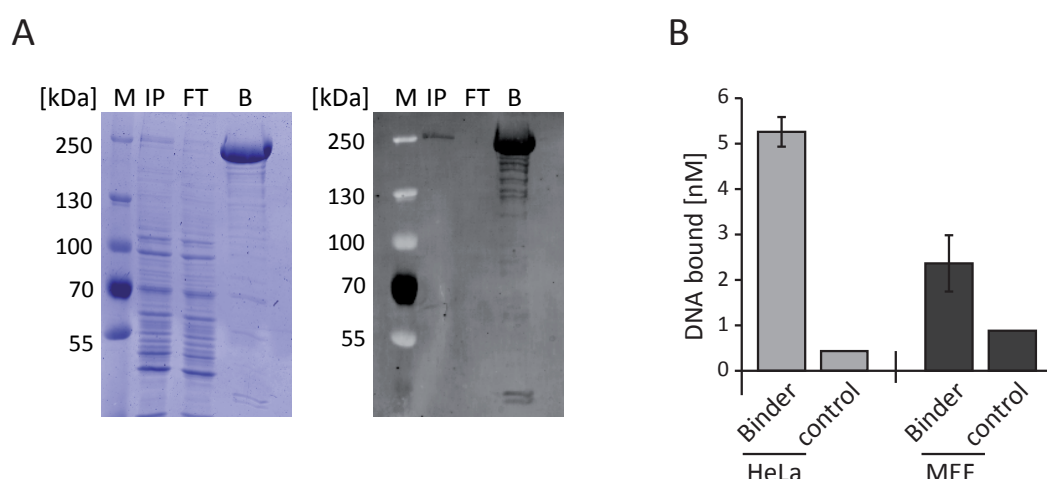 A
[kDa] M IP FT B
250
130
100
70
55
[kDa] M IP FT B
250
130
100
70
55
B
DNA bound [nM]
6
5
4
3
2
1
0
Binder control Binder control
HeLa MEF